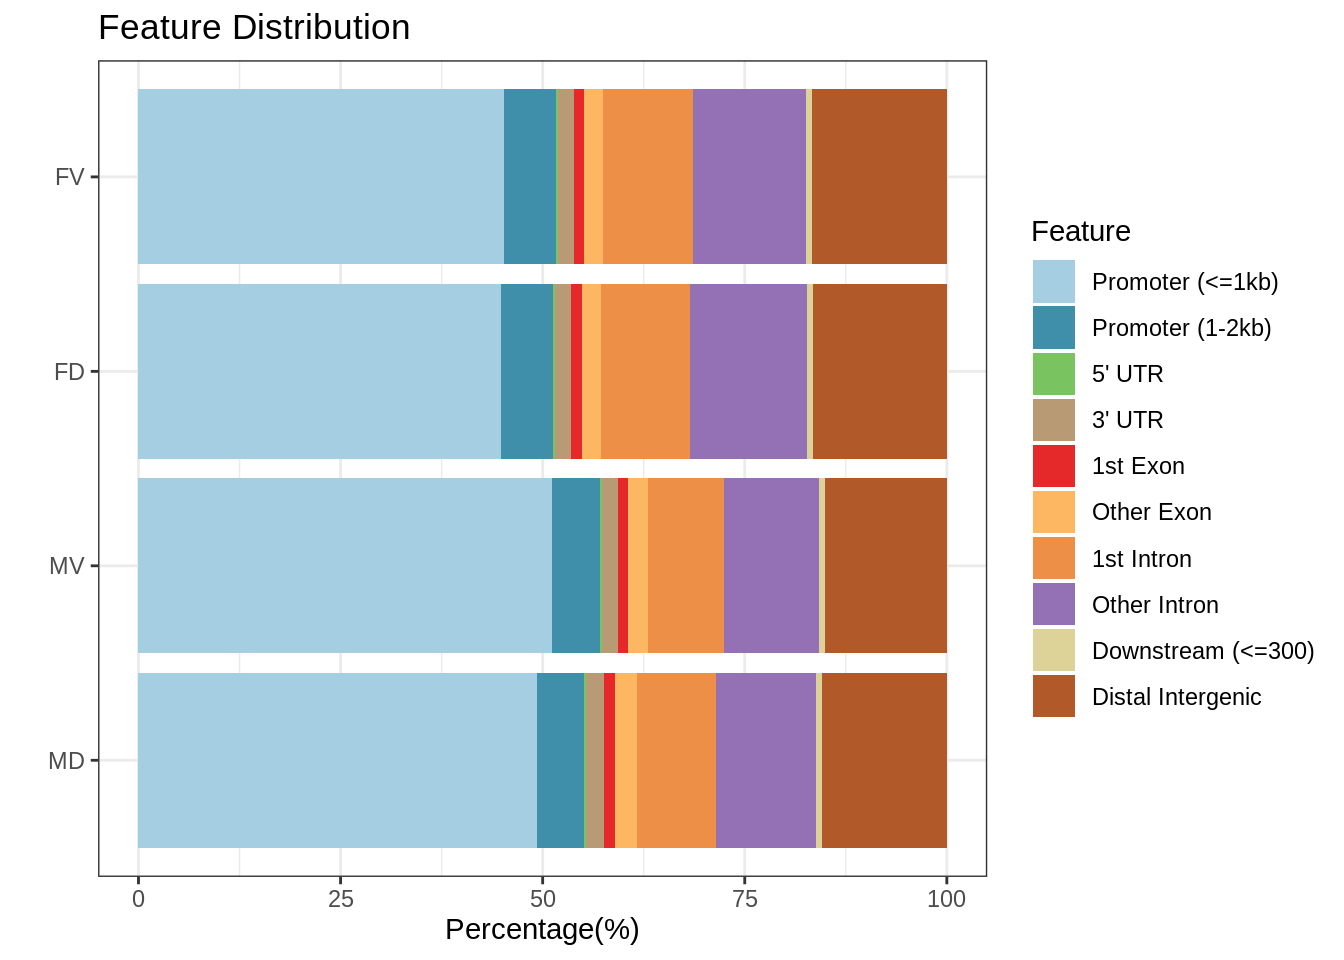 Feature Distribution
FV
FD
MV
MD
0 25 50 75 100
Percentage(%)
Feature
Promoter (<=1kb)
Promoter (1-2kb)
5' UTR
3' UTR
1st Exon
Other Exon
1st Intron
Other Intron
Downstream (<=300)
Distal Intergenic